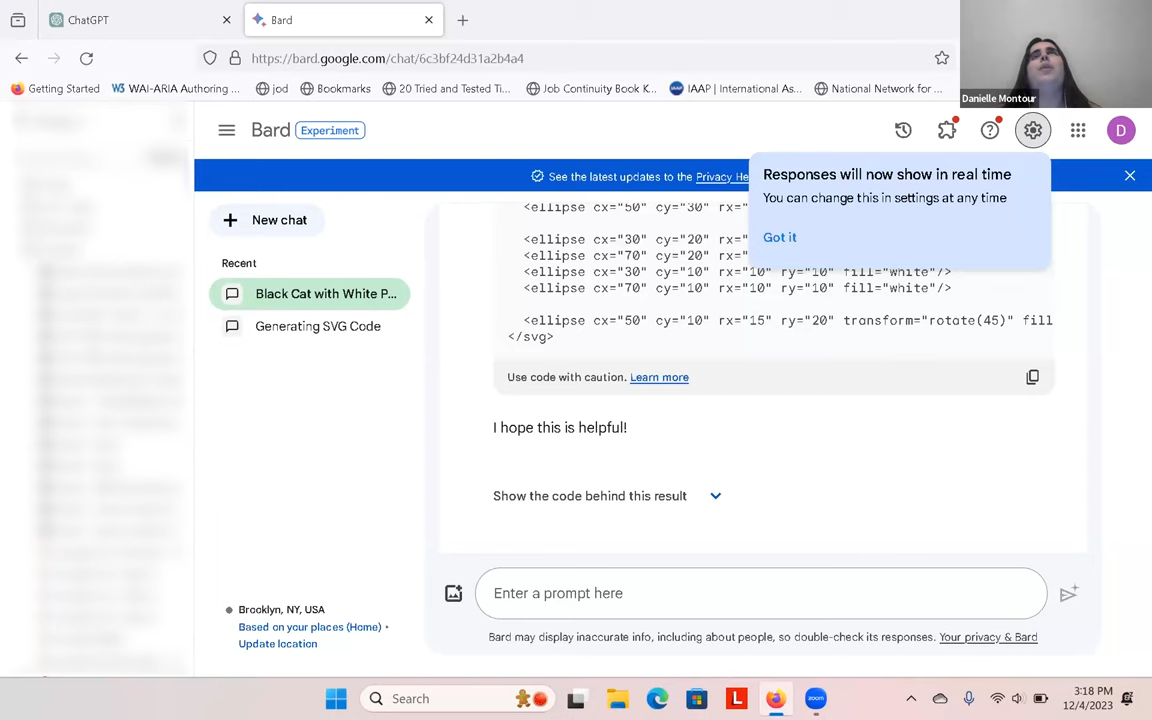 ChatGPT
Bard
https://bard.google.com/chat/6c3bf24d31a2b4a4
Getting Started
WAI-ARIA Authoring ...
jod
Bookmarks
20 Tried and Tested Ti...
Job Continuity Book K...
IAAP | International As...
National Network for ...
Danielle Montour
Bard
Experiment
D
See the latest updates to the Privacy He
Responses will now show in real time
You can change this in settings at any time
Got it
New chat
Recent
Black Cat with White P...
Generating SVG Code
<ellipse cx="50" cy="30" rx="
<ellipse cx="30" cy="20" rx="
<ellipse cx="70" cy="20" rx="
<ellipse cx="30" cy="10" rx="10" ry="10" fill="white"/>
<ellipse cx="70" cy="10" rx="10" ry="10" fill="white"/>
<ellipse cx="50" cy="10" rx="15" ry="20" transform="rotate(45)" fill
</svg>
Use code with caution. Learn more
I hope this is helpful!
Show the code behind this result
Enter a prompt here
Bard may display inaccurate info, including about people, so double-check its responses. Your privacy & Bard
Brooklyn, NY, USA
Based on your places (Home) •
Update location
Search
L
zoom
3:18 PM
12/4/2023